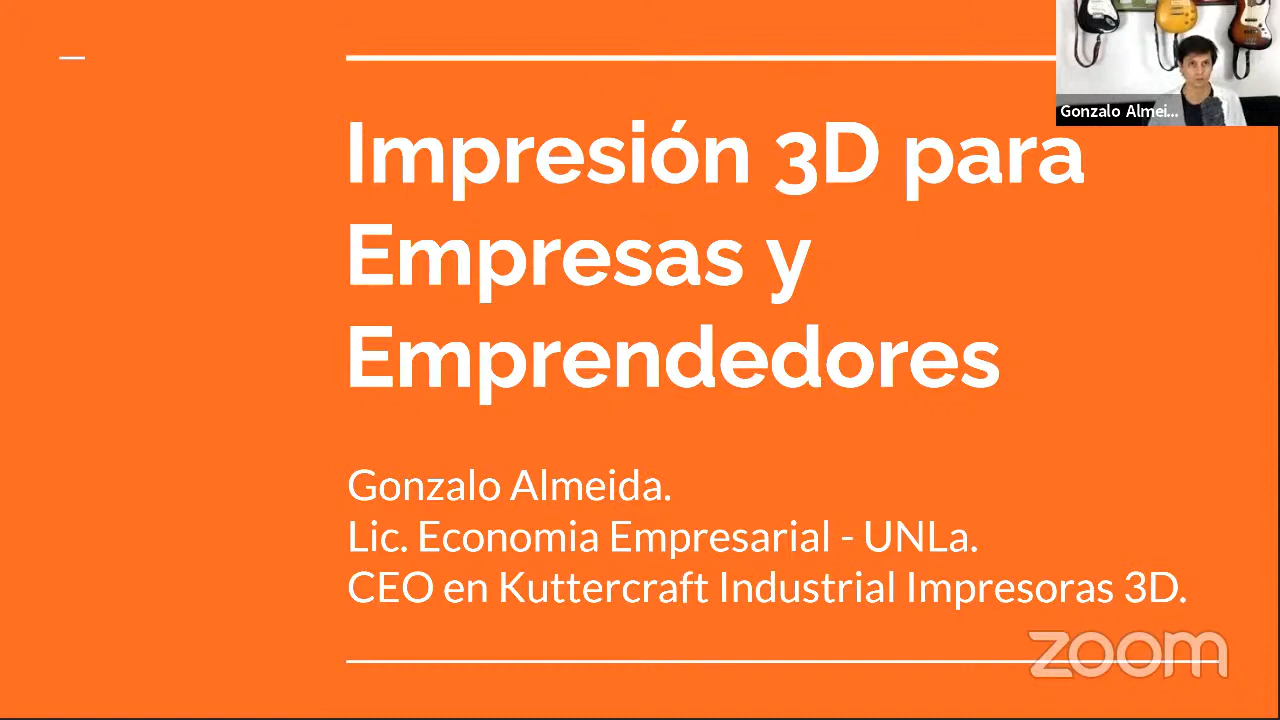 Gonzalo Almei...
Impresión 3D para
Empresas y
Emprendedores
Gonzalo Almeida.
Lic. Economia Empresarial - UNLa.
CEO en Kuttercraft Industrial Impresoras 3D.
zoom